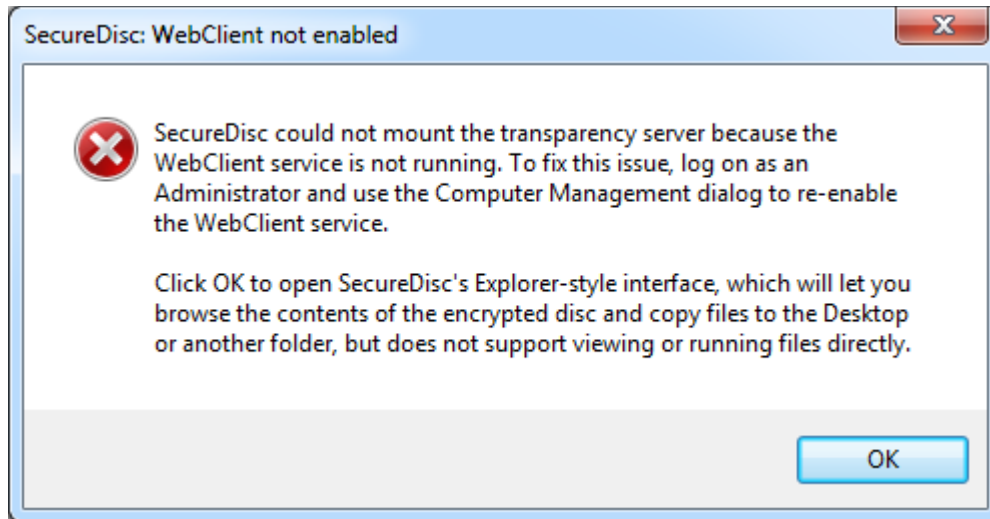 SecureDisc: WebClient not enabled
SecureDisc could not mount the transparency server because the
WebClient service is not running. To fix this issue, log on as an
Administrator and use the Computer Management dialog to re-enable
the WebClient service.
Click OK to open SecureDisc's Explorer-style interface, which will let you
browse the contents of the encrypted disc and copy files to the Desktop
or another folder, but does not support viewing or running files directly.
OK